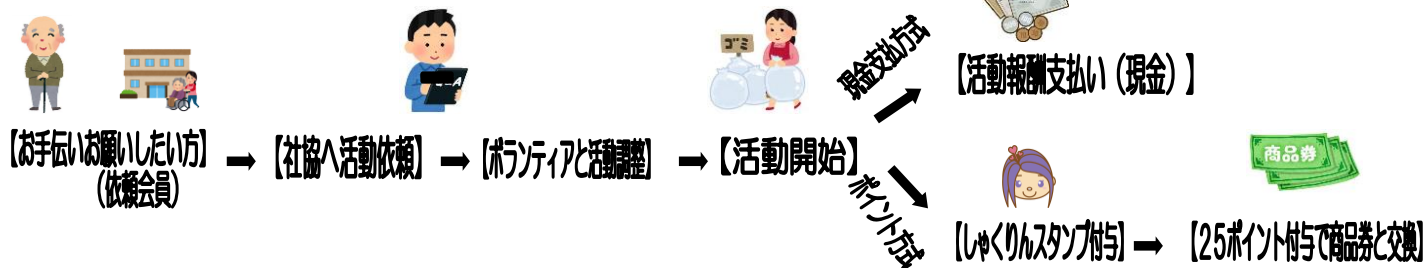 ゴミ
現金支払方式
【活動報酬支払い（現金）】
【お手伝いお願いしたい方】
（依頼会員）
➡
【社協へ活動依頼】
➡
【ボランティアと活動調整】
➡
【活動開始】
商品券
ポイント方式
【しゃくりんスタンプ付与】
➡
【２５ポイント付与で商品券と交換】